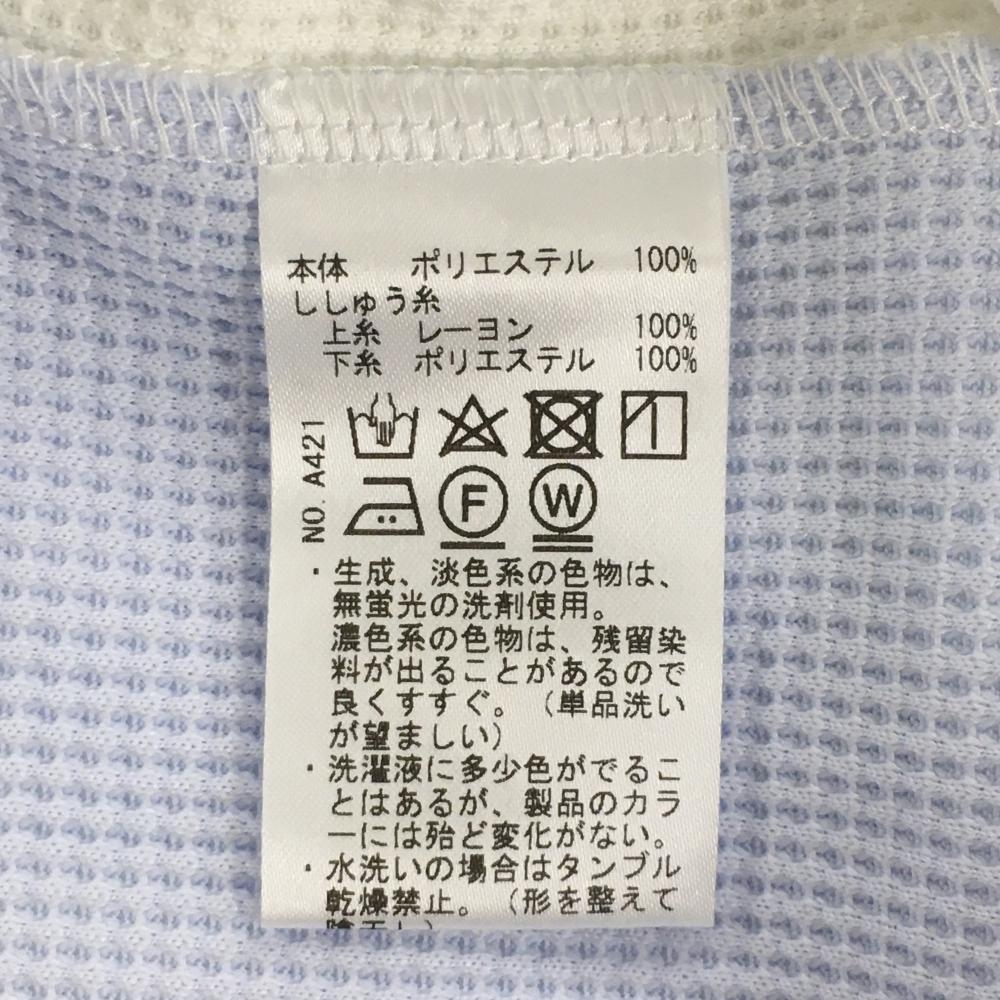 本体 ポリエステル 100%
ししゅう糸
上糸 レーヨン 100%
下糸 ポリエステル 100%
NO. A421
F W
・生成、淡色系の色物は、
無蛍光の洗剤使用。
濃色系の色物は、残留染
料が出ることがあるので
良くすすぐ。（単品洗い
が望ましい）
・洗濯液に多少色がでるこ
とはあるが、製品のカラ
ーには殆ど変化がない。
・水洗いの場合はタンブル
乾燥禁止。（形を整えて